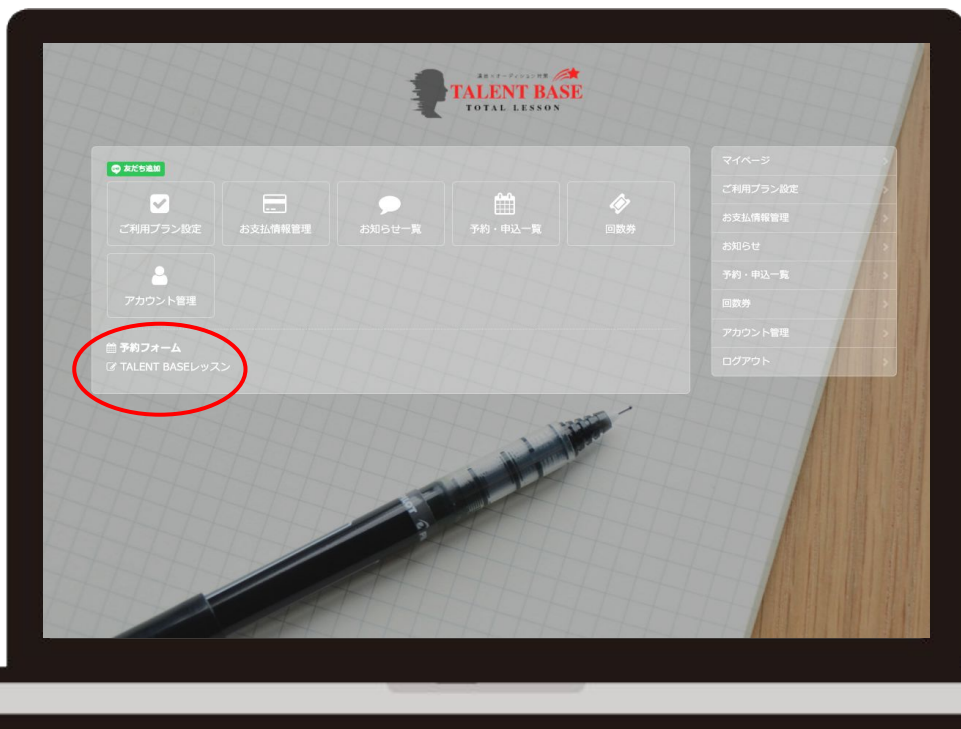 TALENT BASE
TOTAL LESSON
友だち追加
ご利用プラン設定
お支払情報管理
お知らせ一覧
予約・申込一覧
回数券
アカウント管理
予約フォーム
TALENT BASEレッスン
マイページ
ご利用プラン設定
お支払情報管理
お知らせ
予約・申込一覧
回数券
アカウント管理
ログアウト